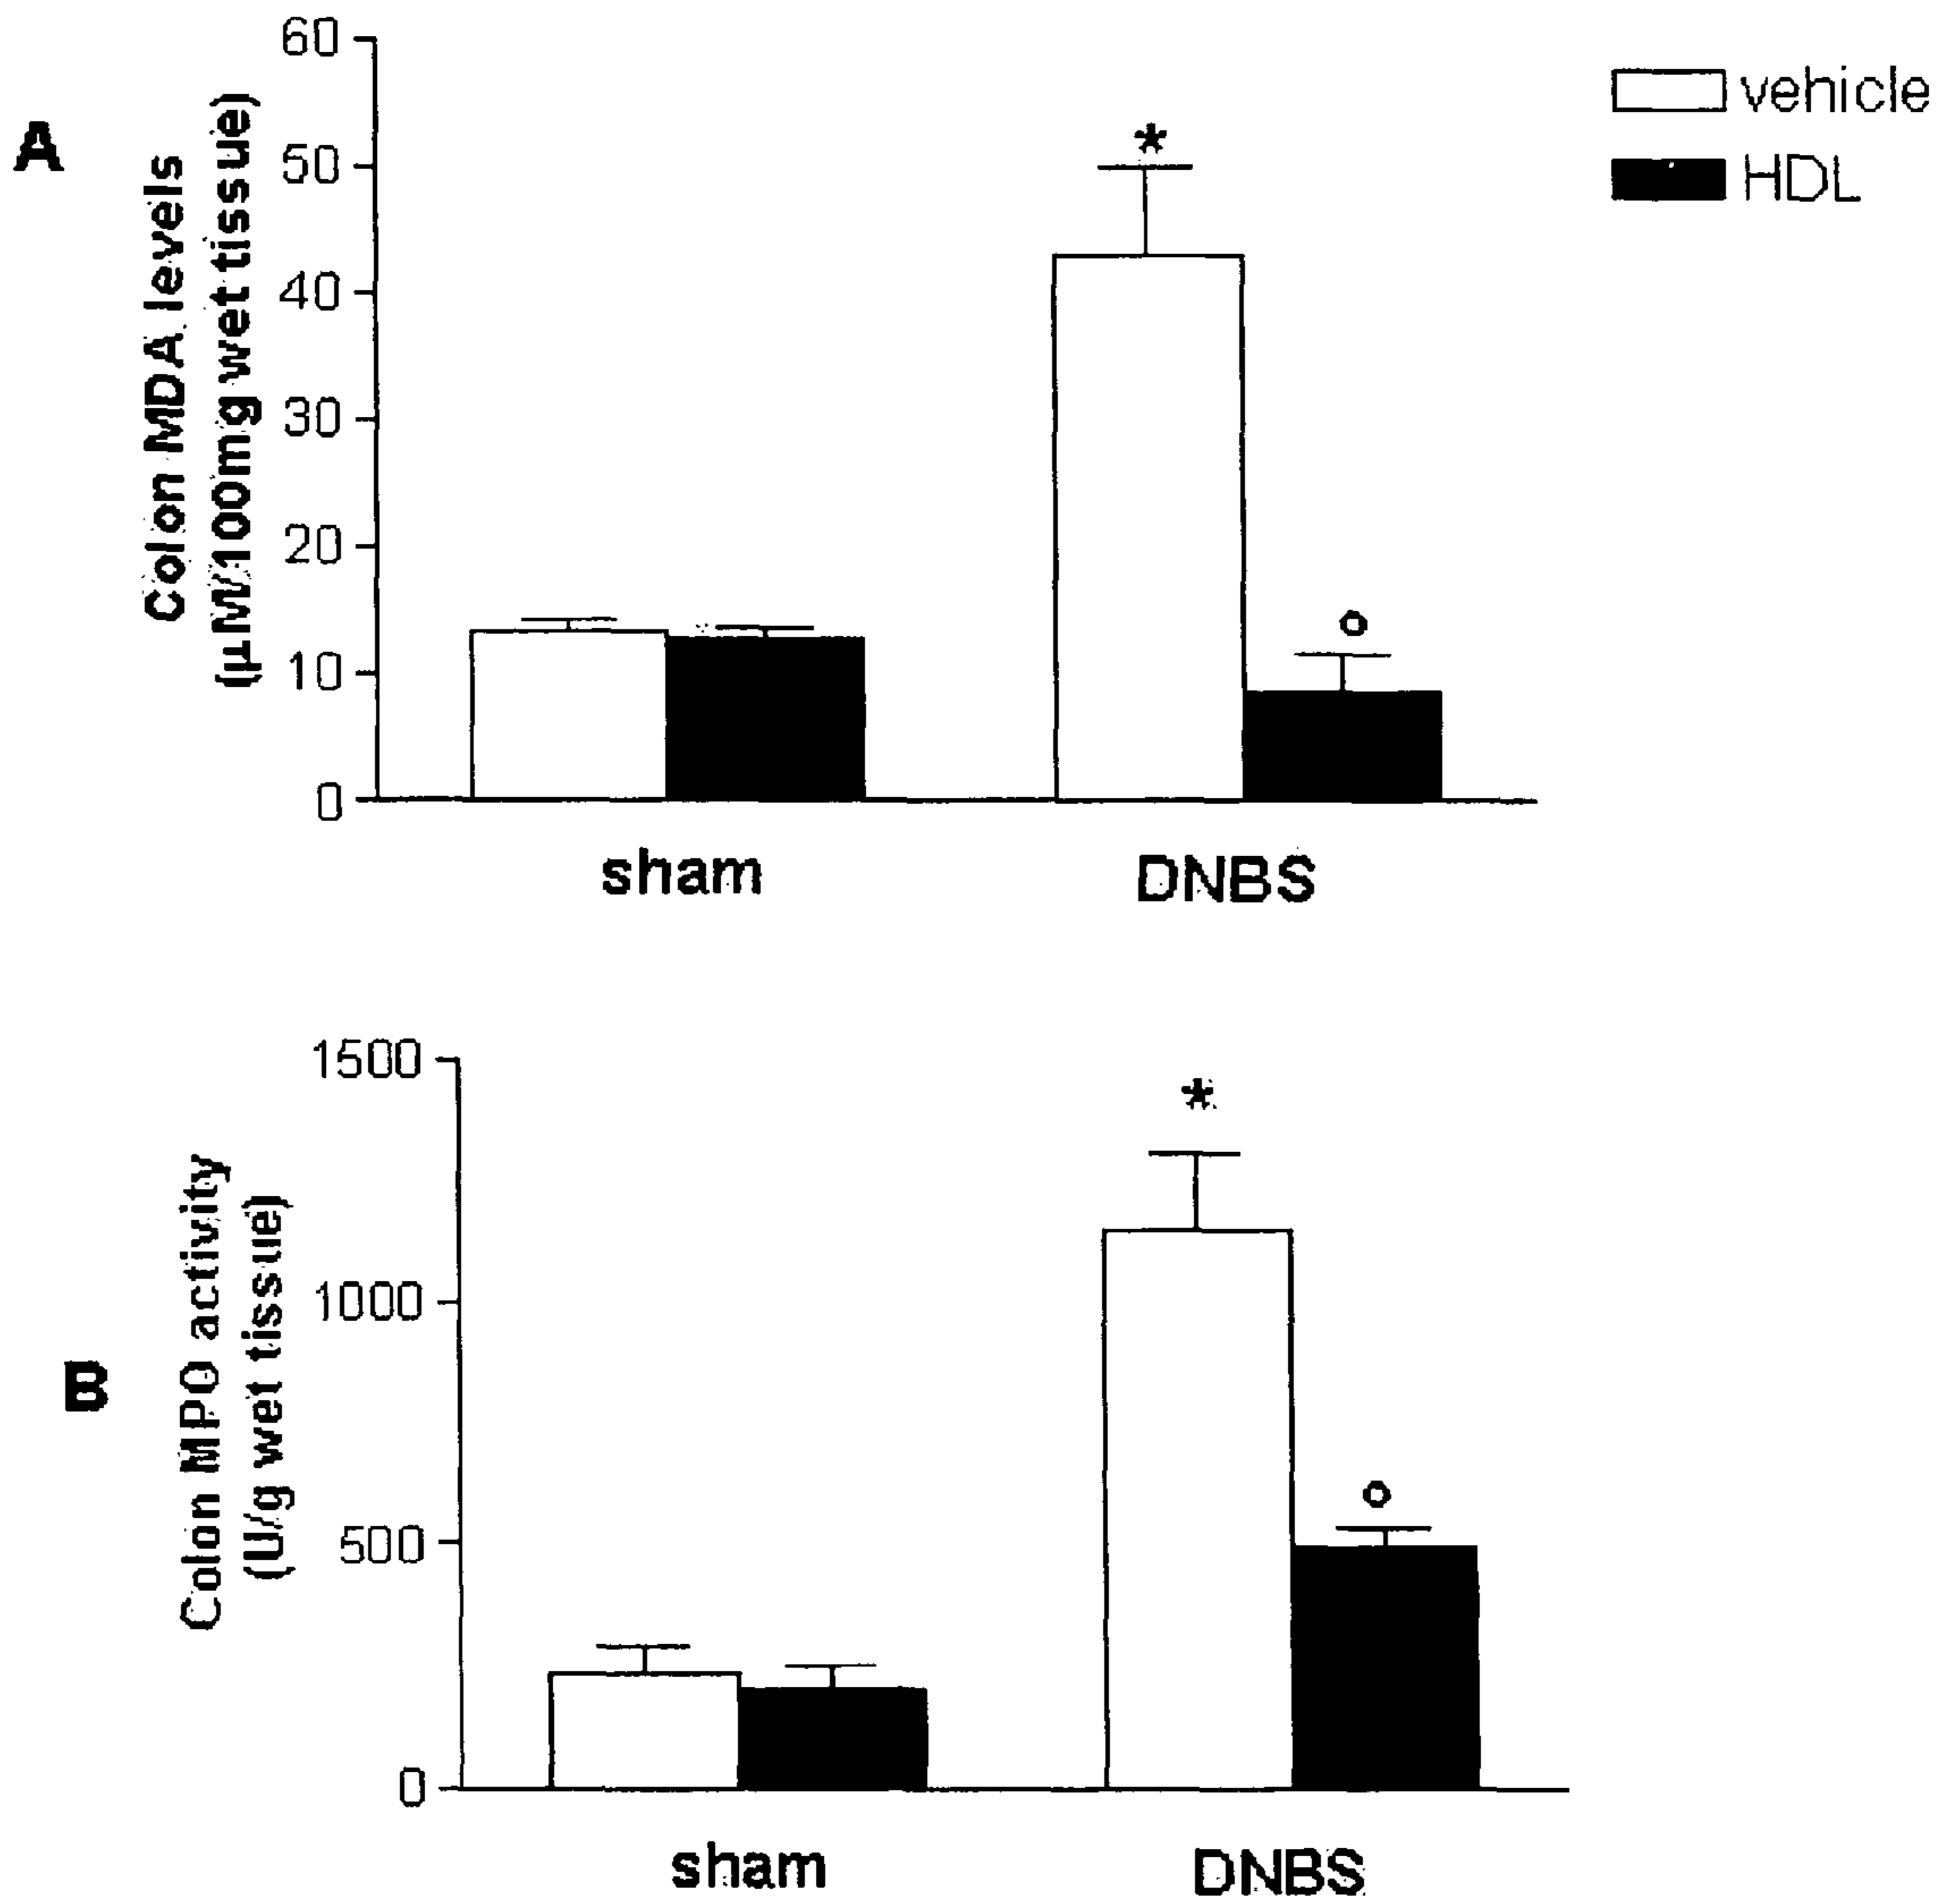 A
Colon MDA levels
(µM/100mg wet tissue)
60
50
40
30
20
10
0
*
°
vehicle
HDL
sham DNBS
B
Colon MPO activity
(U/g wet tissue)
1500
1000
500
0
*
°
sham DNBS